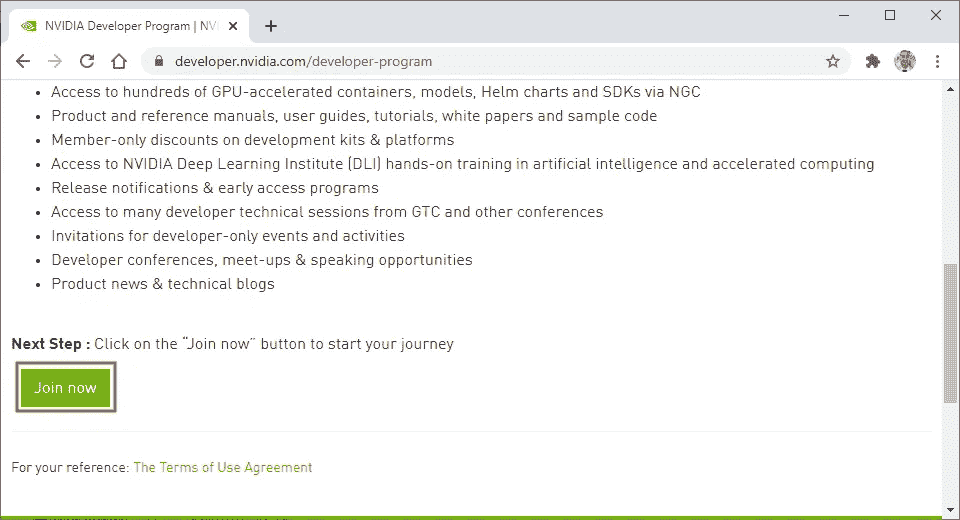 NVIDIA Developer Program | NV
developer.nvidia.com/developer-program
Access to hundreds of GPU-accelerated containers, models, Helm charts and SDKs via NGC
Product and reference manuals, user guides, tutorials, white papers and sample code
Member-only discounts on development kits & platforms
Access to NVIDIA Deep Learning Institute (DLI) hands-on training in artificial intelligence and accelerated computing
Release notifications & early access programs
Access to many developer technical sessions from GTC and other conferences
Invitations for developer-only events and activities
Developer conferences, meet-ups & speaking opportunities
Product news & technical blogs
Next Step : Click on the “Join now” button to start your journey
Join now
For your reference: The Terms of Use Agreement